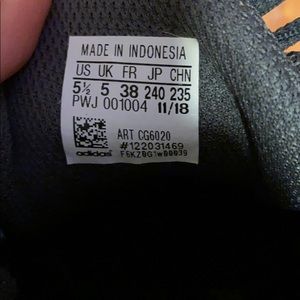 MADE IN INDONESIA
US UK FR JP CHN
5½ 5 38 240 235
PWJ 001004 11/18
ART CG6020
#122031469
adidas F6KZ0G1W00039